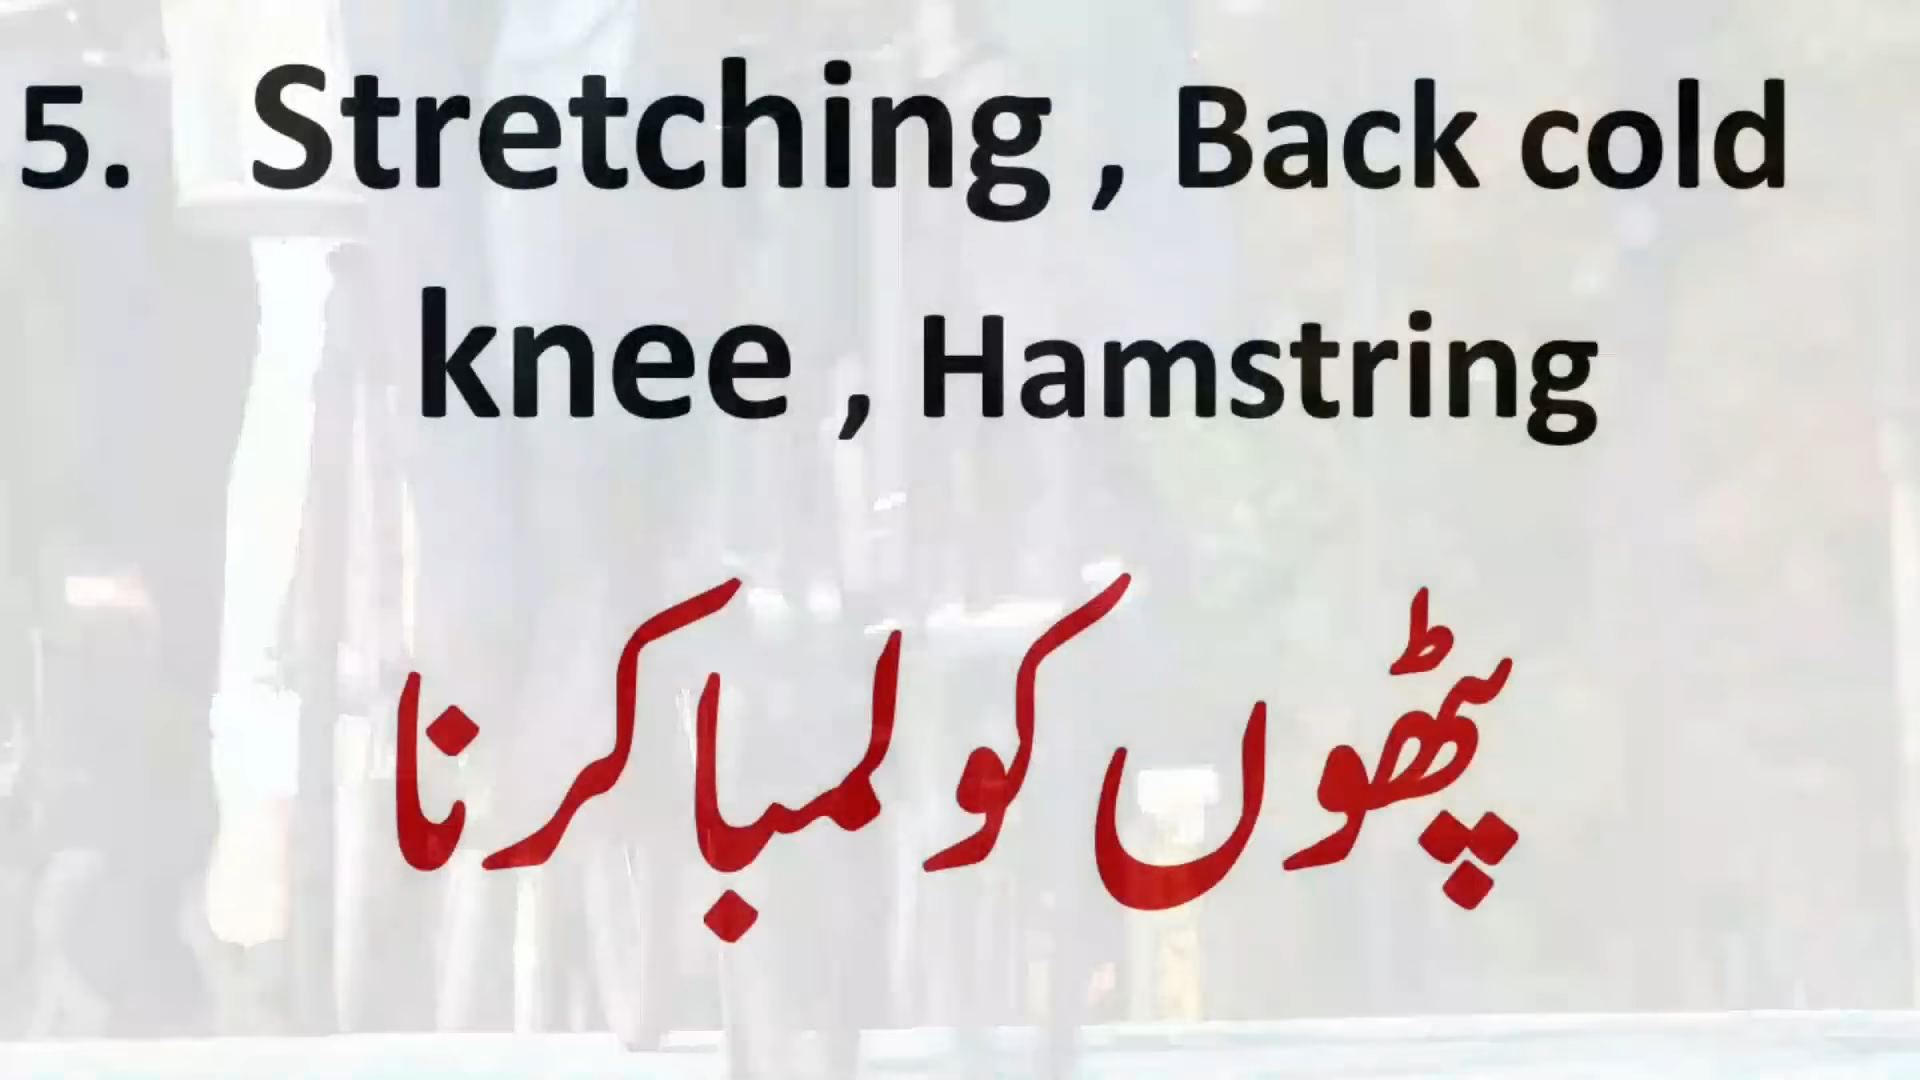 5. Stretching , Back cold
knee , Hamstring
پٹھوں کو لمبا کرنا